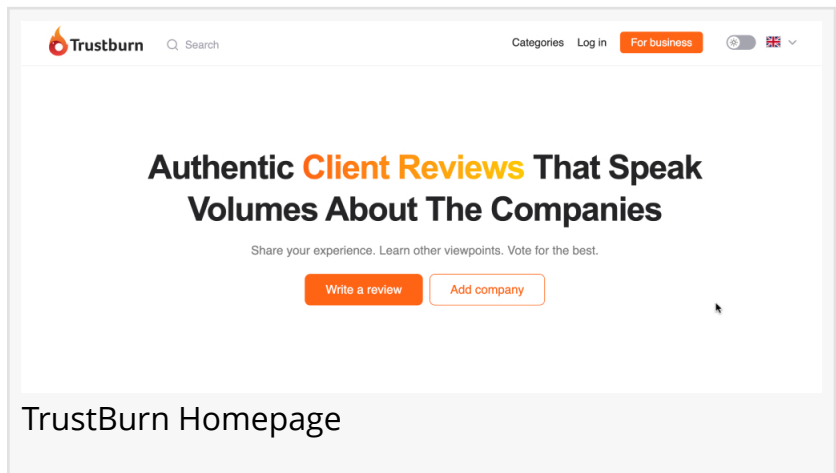 Trustburn Search Categories Log in For business
Authentic Client Reviews That Speak
Volumes About The Companies
Share your experience. Learn other viewpoints. Vote for the best.
Write a review Add company
TrustBurn Homepage